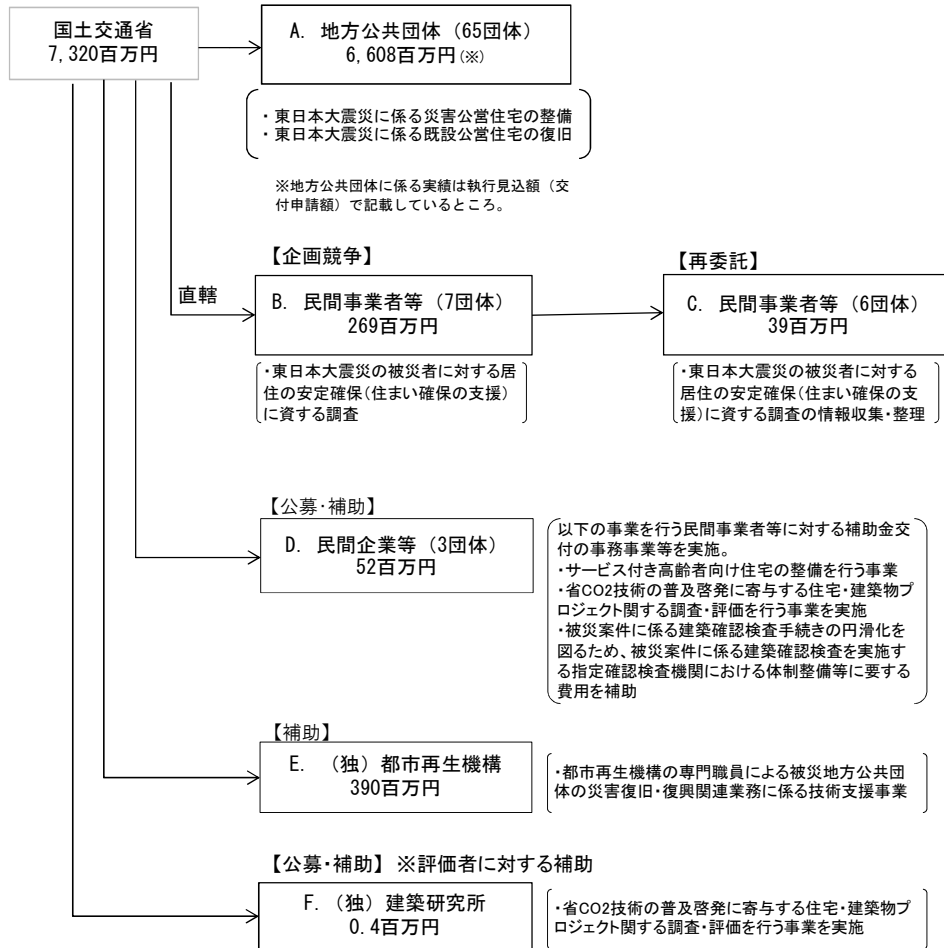 国土交通省
7,320百万円
A. 地方公共団体（65団体）
6,608百万円(※)
・東日本大震災に係る災害公営住宅の整備
・東日本大震災に係る既設公営住宅の復旧
※地方公共団体に係る実績は執行見込額（交
付申請額）で記載しているところ。
【企画競争】
直轄
B. 民間事業者等（7団体）
269百万円
・東日本大震災の被災者に対する居
住の安定確保（住まい確保の支援）
に資する調査
【再委託】
C. 民間事業者等（6団体）
39百万円
・東日本大震災の被災者に対する
居住の安定確保（住まい確保の支
援）に資する調査の情報収集・整理
【公募・補助】
D. 民間企業等（3団体）
52百万円
以下の事業を行う民間事業者等に対する補助金交
付の事務事業等を実施。
・サービス付き高齢者向け住宅の整備を行う事業
・省CO2技術の普及啓発に寄与する住宅・建築物プ
ロジェクト関する調査・評価を行う事業を実施
・被災案件に係る建築確認検査手続きの円滑化を
図るため、被災案件に係る建築確認検査を実施す
る指定確認検査機関における体制整備等に要する
費用を補助
【補助】
E. （独）都市再生機構
390百万円
・都市再生機構の専門職員による被災地方公共団
体の災害復旧・復興関連業務に係る技術支援事業
【公募・補助】 ※評価者に対する補助
F. （独）建築研究所
0.4百万円
・省CO2技術の普及啓発に寄与する住宅・建築物プ
ロジェクト関する調査・評価を行う事業を実施